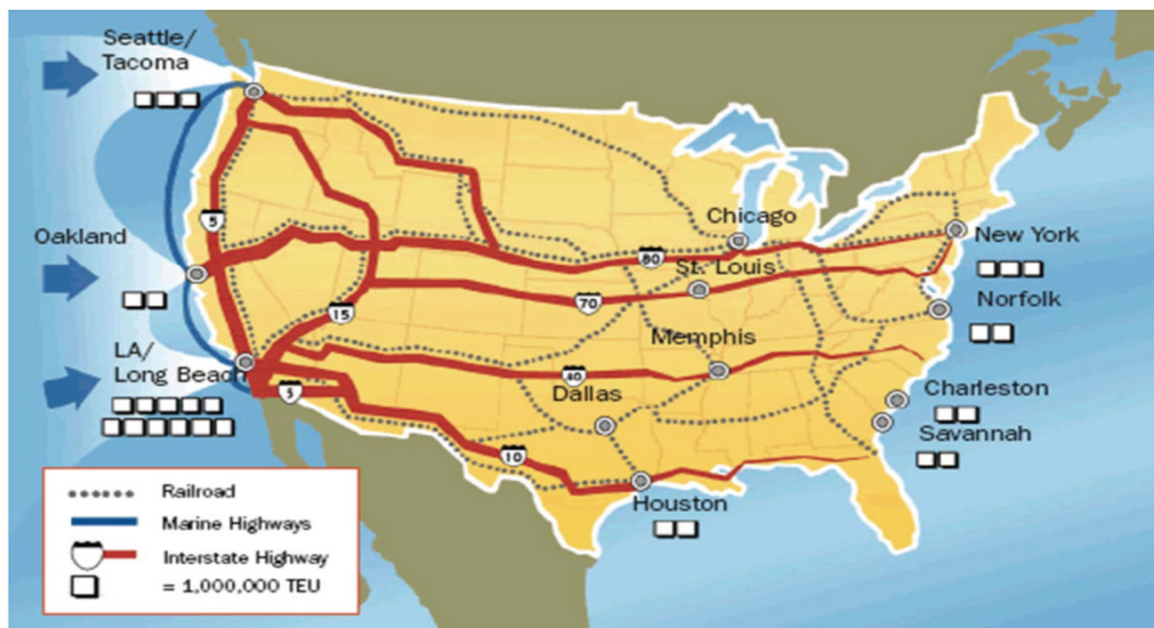 Seattle/
Tacoma
Oakland
LA/
Long Beach
5
15
5
80
70
40
10
Chicago
St. Louis
Memphis
Dallas
Houston
New York
Norfolk
Charleston
Savannah
Railroad
Marine Highways
Interstate Highway
= 1,000,000 TEU